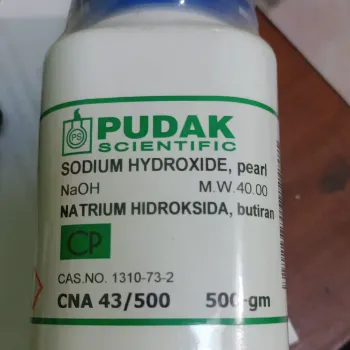 PS
PUDAK
SCIENTIFIC
SODIUM HYDROXIDE, pearl
NaOH M.W.40.00
NATRIUM HIDROKSIDA, butiran
CP
CAS.NO. 1310-73-2
CNA 43/500 500-gm